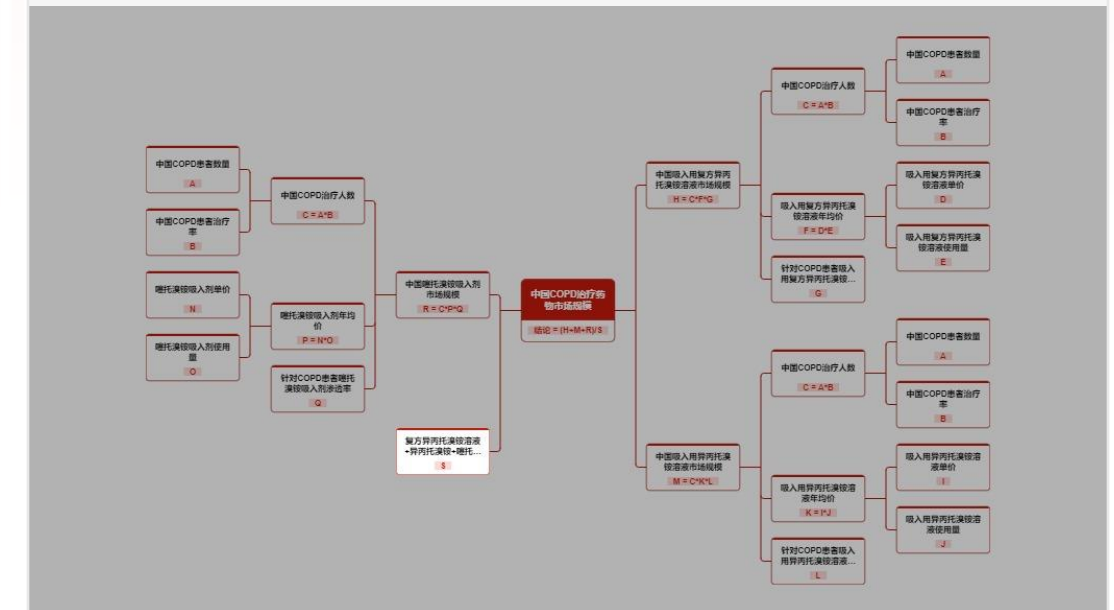 中国COPD患者数量
A
中国COPD治疗人数
C = A*B
中国COPD患者治疗
率
B
中国吸入用复方异丙
托溴铵溶液市场规模
H = C*F*G
吸入用复方异丙托溴
铵溶液单价
D
吸入用复方异丙托溴
铵溶液年均价
F = D*E
吸入用复方异丙托溴
铵溶液使用量
E
针对COPD患者吸入
用复方异丙托溴铵...
G
中国COPD患者数量
A
中国COPD治疗人数
C = A*B
中国COPD患者治疗
率
B
噻托溴铵吸入剂单价
N
中国噻托溴铵吸入剂
市场规模
R = C*P*Q
噻托溴铵吸入剂年均
价
P = N*O
噻托溴铵吸入剂使用
量
O
针对COPD患者噻托
溴铵吸入剂渗透率
Q
中国COPD治疗药
物市场规模
结论 = (H+M+R)/S
复方异丙托溴铵溶液
+异丙托溴铵+噻托...
S
中国COPD患者数量
A
中国COPD治疗人数
C = A*B
中国COPD患者治疗
率
B
中国吸入用异丙托溴
铵溶液市场规模
M = C*K*L
吸入用异丙托溴铵溶
液单价
I
吸入用异丙托溴铵溶
液年均价
K = I*J
吸入用异丙托溴铵溶
液使用量
J
针对COPD患者吸入
用异丙托溴铵溶液...
L